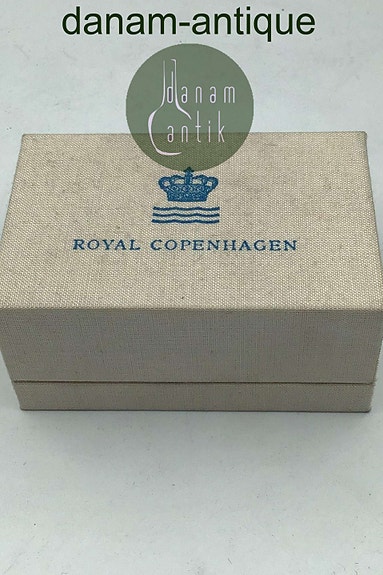 danam-antique
danam
antik
ROYAL COPENHAGEN